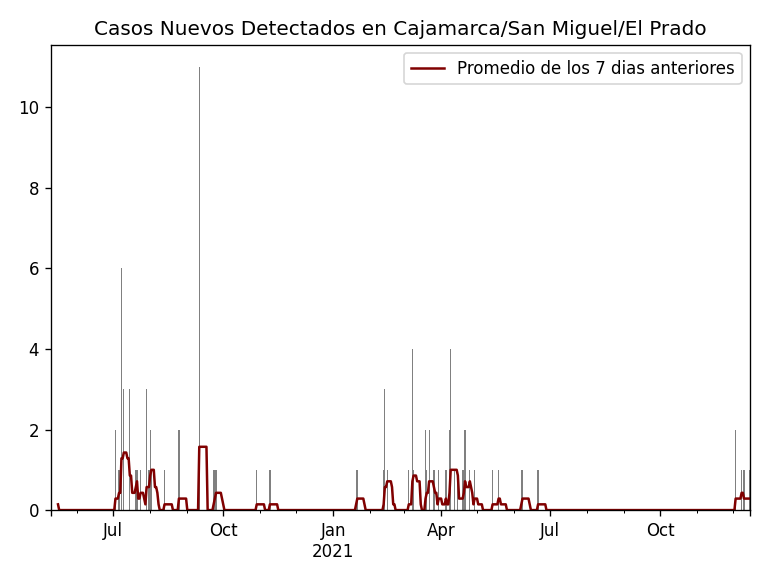 Casos Nuevos Detectados en Cajamarca/San Miguel/El Prado
Promedio de los 7 dias anteriores
10
8
6
4
2
0
Jul
Oct
Jan
2021
Apr
Jul
Oct